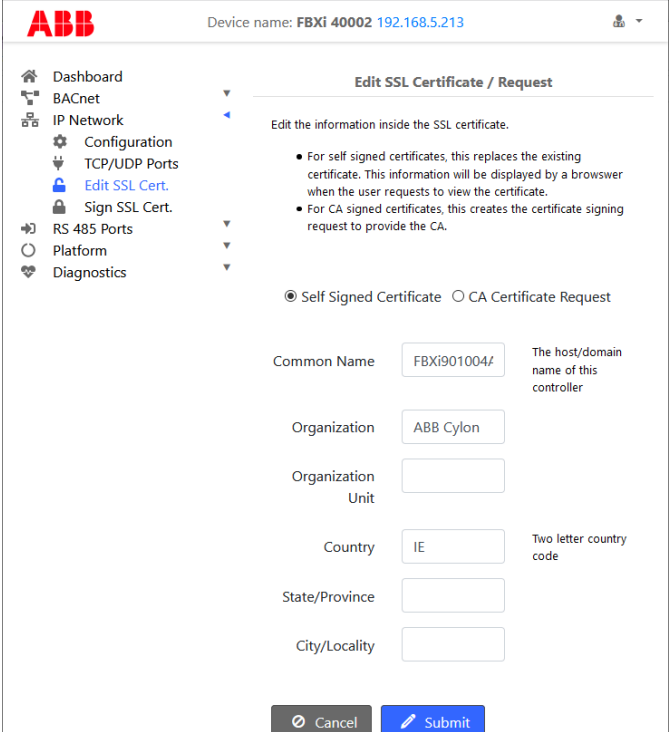 ABB
Device name: FBXi 40002 192.168.5.213
Dashboard
BACnet
IP Network
Configuration
TCP/UDP Ports
Edit SSL Cert.
Sign SSL Cert.
RS 485 Ports
Platform
Diagnostics
Edit SSL Certificate / Request
Edit the information inside the SSL certificate.
For self signed certificates, this replaces the existing
certificate. This information will be displayed by a browswer
when the user requests to view the certificate.
For CA signed certificates, this creates the certificate signing
request to provide the CA.
Self Signed Certificate CA Certificate Request
Common Name
FBXi901004A
The host/domain
name of this
controller
Organization
ABB Cylon
Organization
Unit
Country
IE
Two letter country
code
State/Province
City/Locality
Cancel
Submit